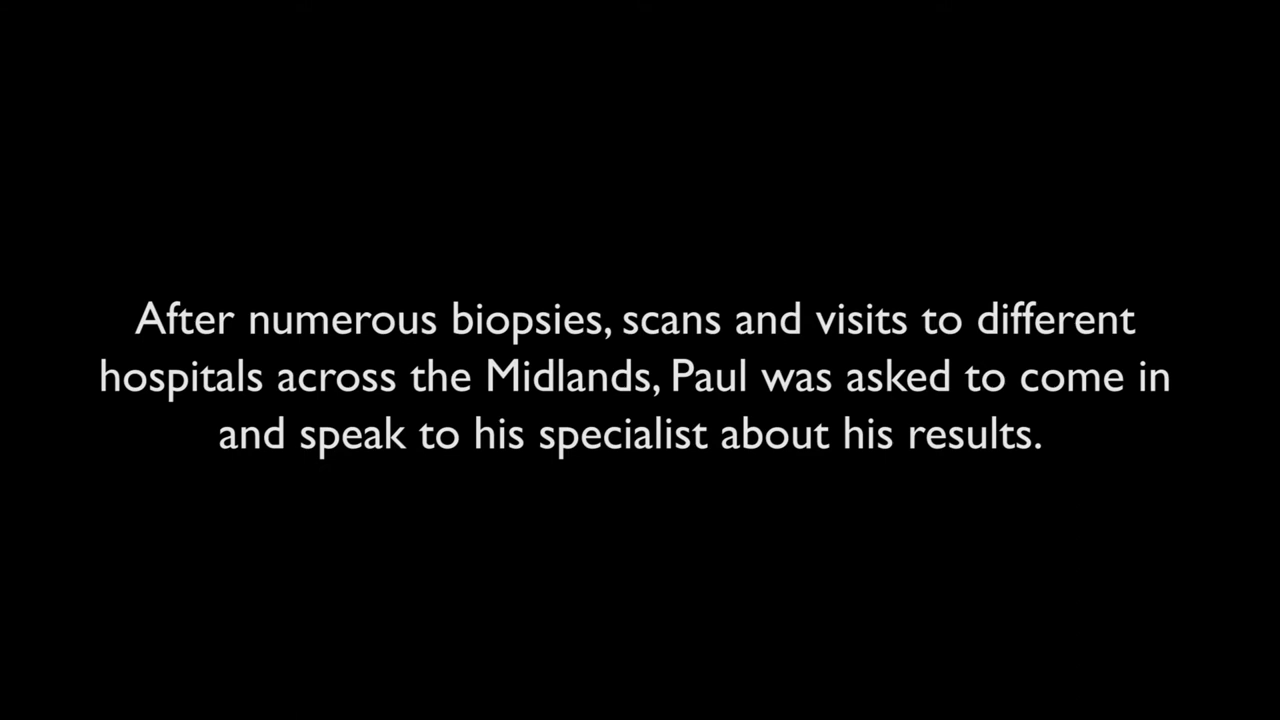 After numerous biopsies, scans and visits to different
hospitals across the Midlands, Paul was asked to come in
and speak to his specialist about his results.